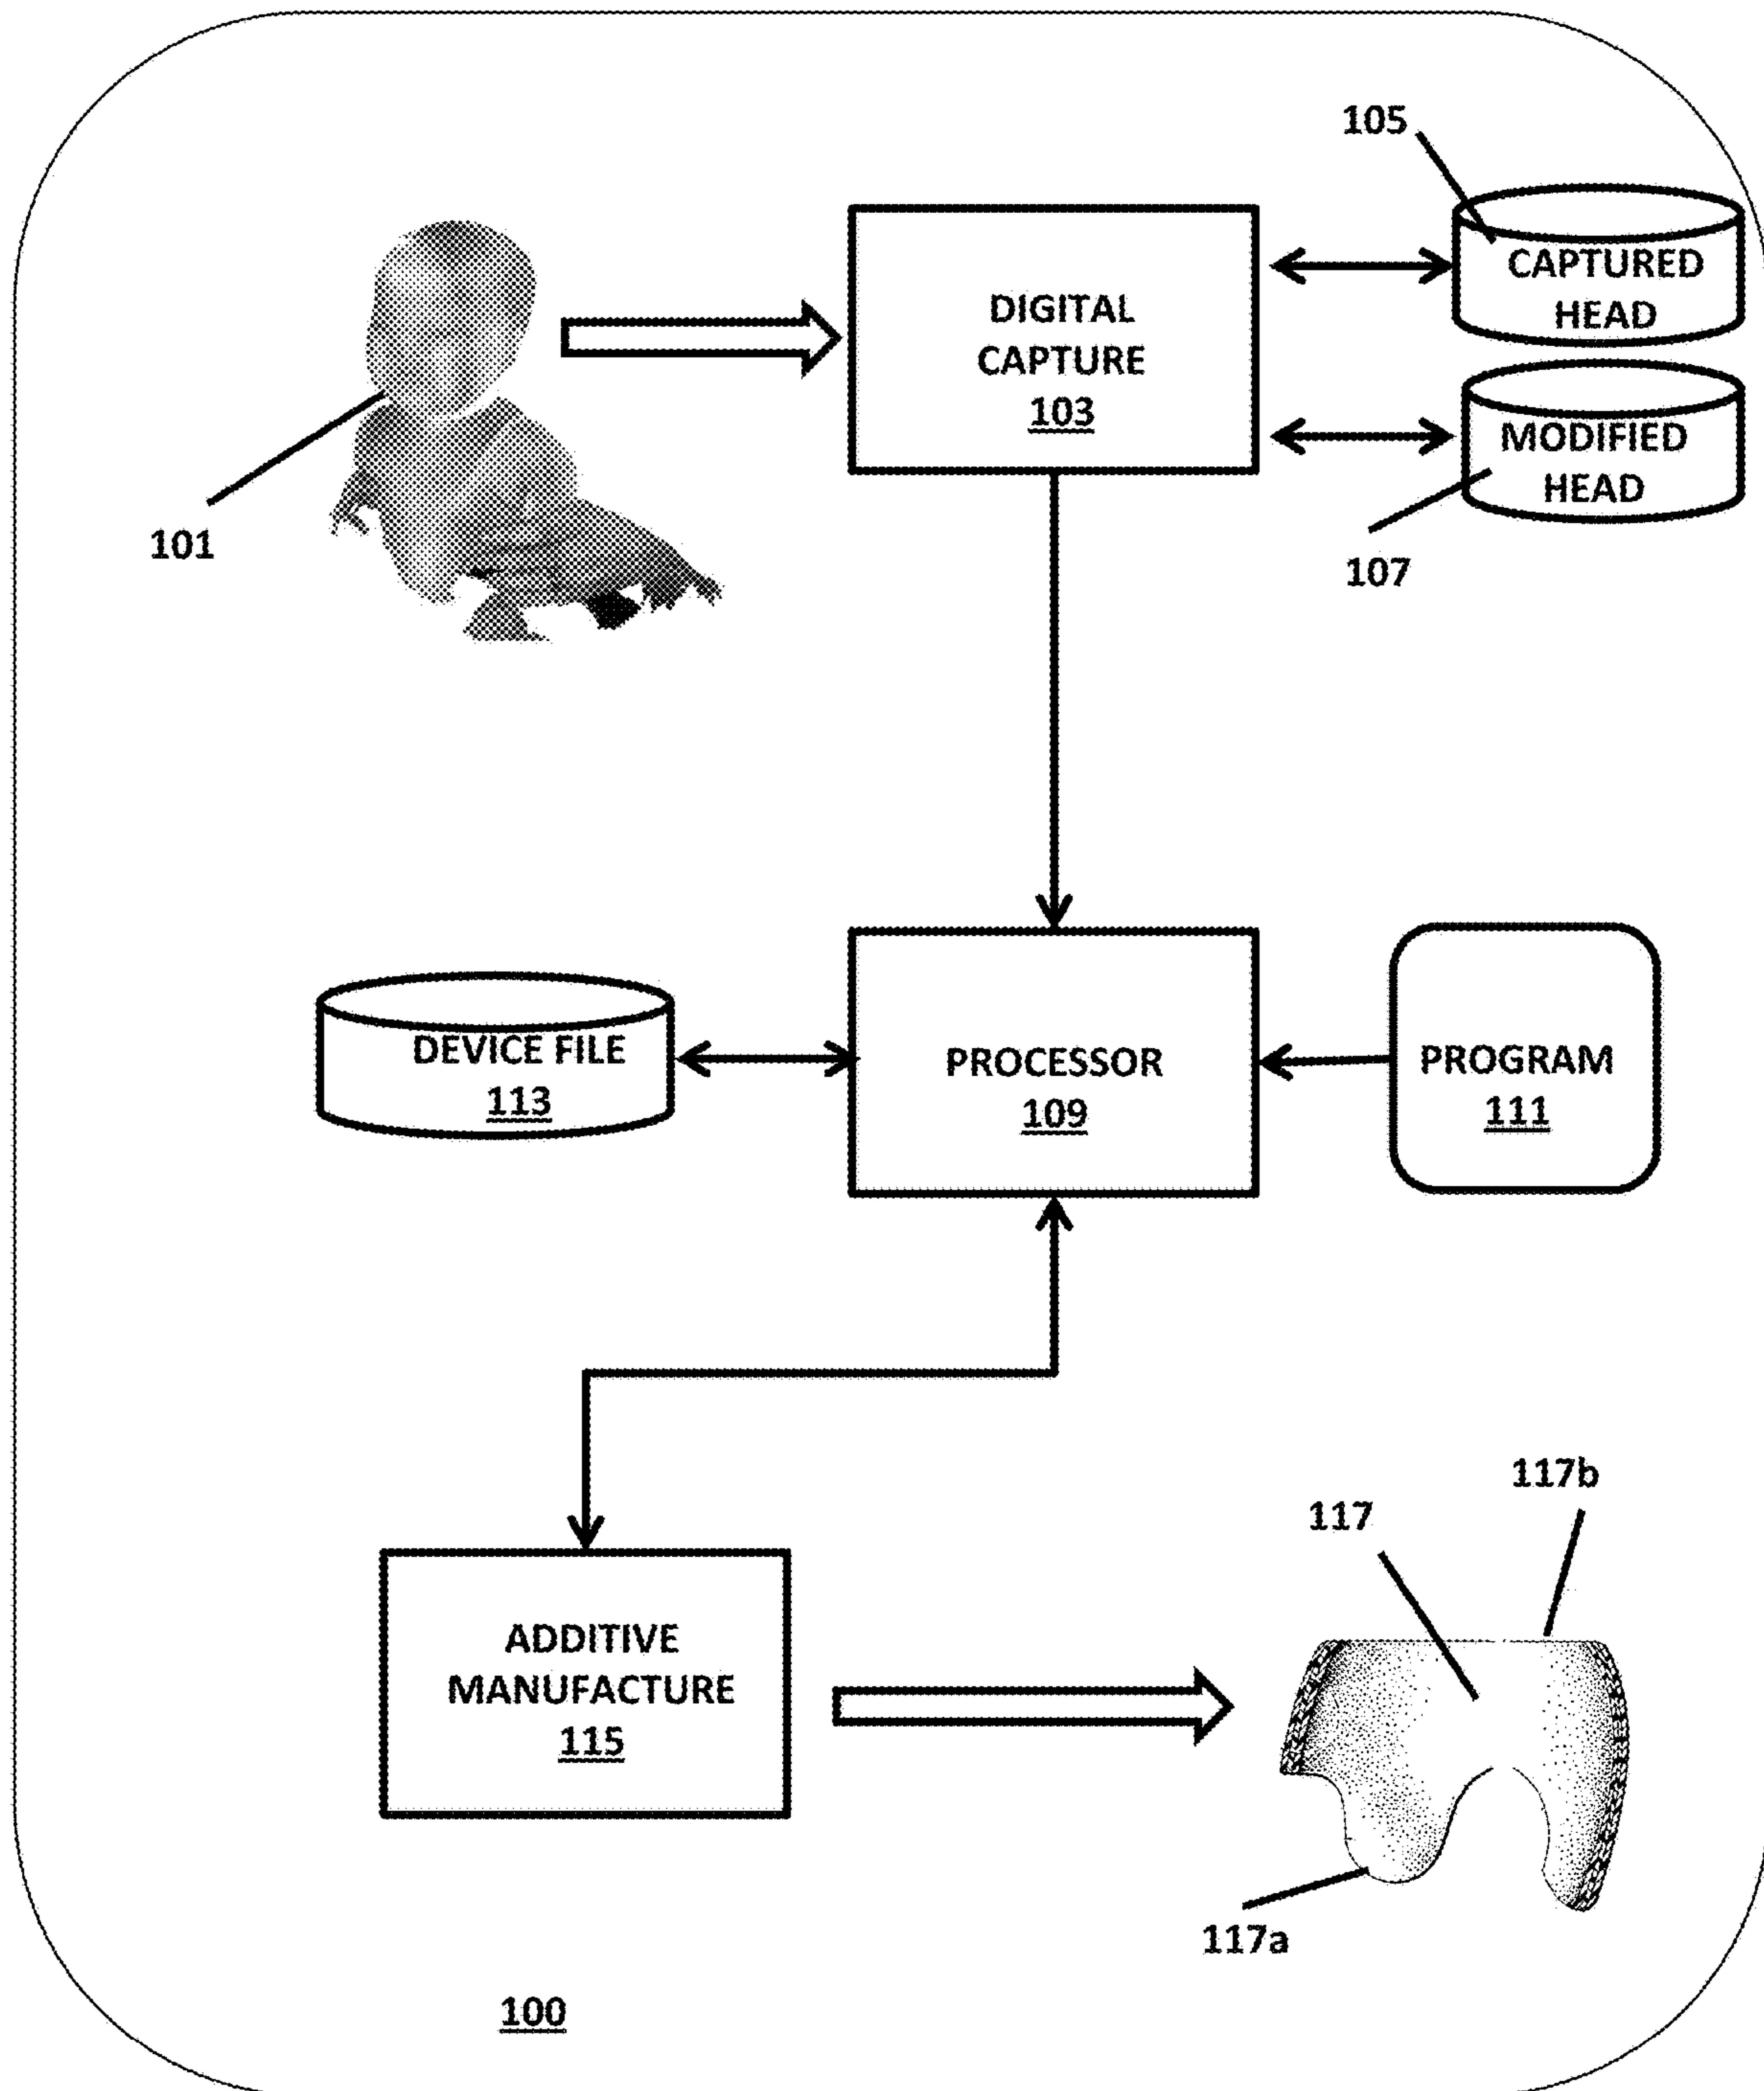 105
CAPTURED
HEAD
DIGITAL
CAPTURE
103
MODIFIED
HEAD
101
107
DEVICE FILE
113
PROCESSOR
109
PROGRAM
111
117b
117
ADDITIVE
MANUFACTURE
115
117a
100